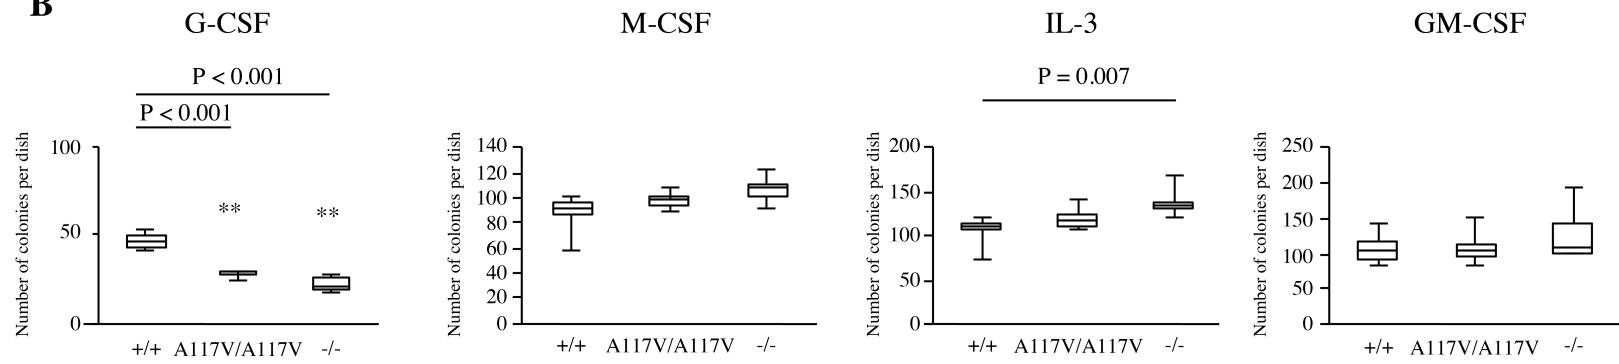 B
G-CSF
P < 0.001
P < 0.001
Number of colonies per dish
100
50
0
**
**
+/+ A117V/A117V -/-
M-CSF
Number of colonies per dish
140
120
100
80
60
40
20
0
+/+ A117V/A117V -/-
IL-3
P = 0.007
Number of colonies per dish
200
150
100
50
0
+/+ A117V/A117V -/-
GM-CSF
Number of colonies per dish
250
200
150
100
50
0
+/+ A117V/A117V -/-